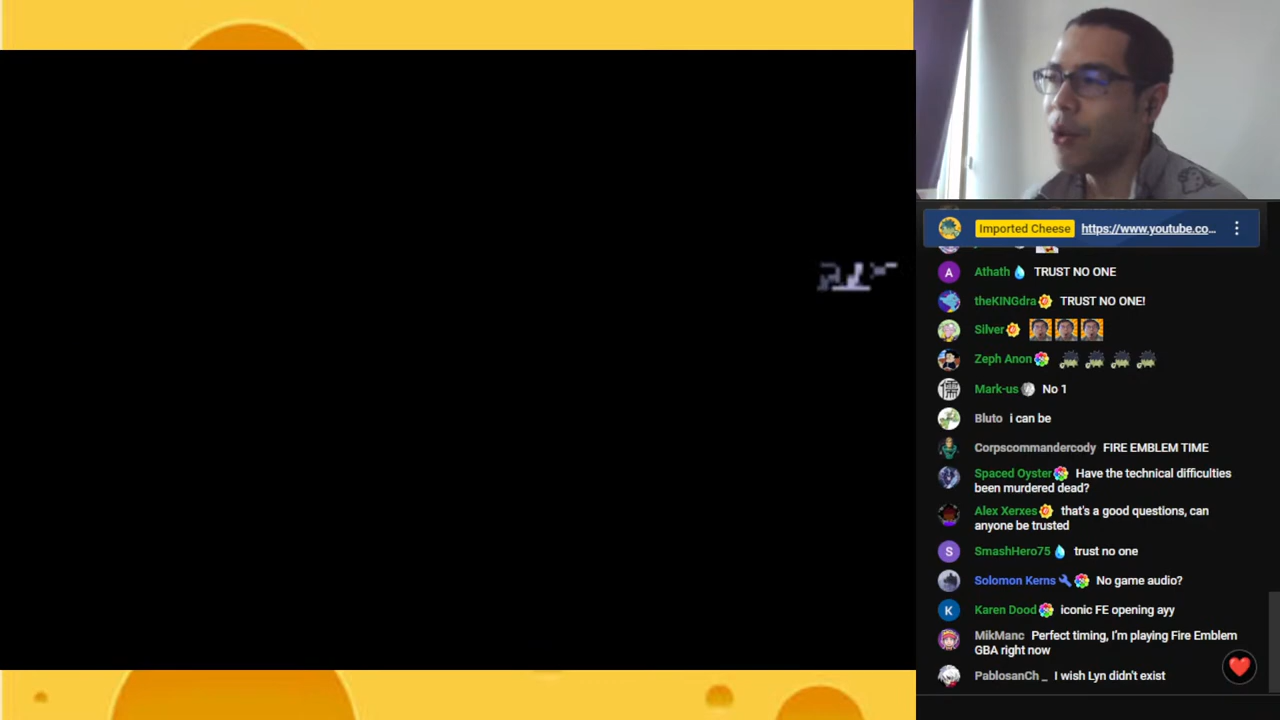 Imported Cheese https://www.youtube.co...
Athath TRUST NO ONE
theKINGdra TRUST NO ONE!
Silver
Zeph Anon
Mark-us No 1
Bluto i can be
Corpscommandercody FIRE EMBLEM TIME
Spaced Oyster Have the technical difficulties
been murdered dead?
Alex Xerxes that's a good questions, can
anyone be trusted
S SmashHero75 trust no one
Solomon Kerns No game audio?
K Karen Dood iconic FE opening ayy
MikManc Perfect timing, I'm playing Fire Emblem
GBA right now
PablosanCh _ I wish Lyn didn't exist